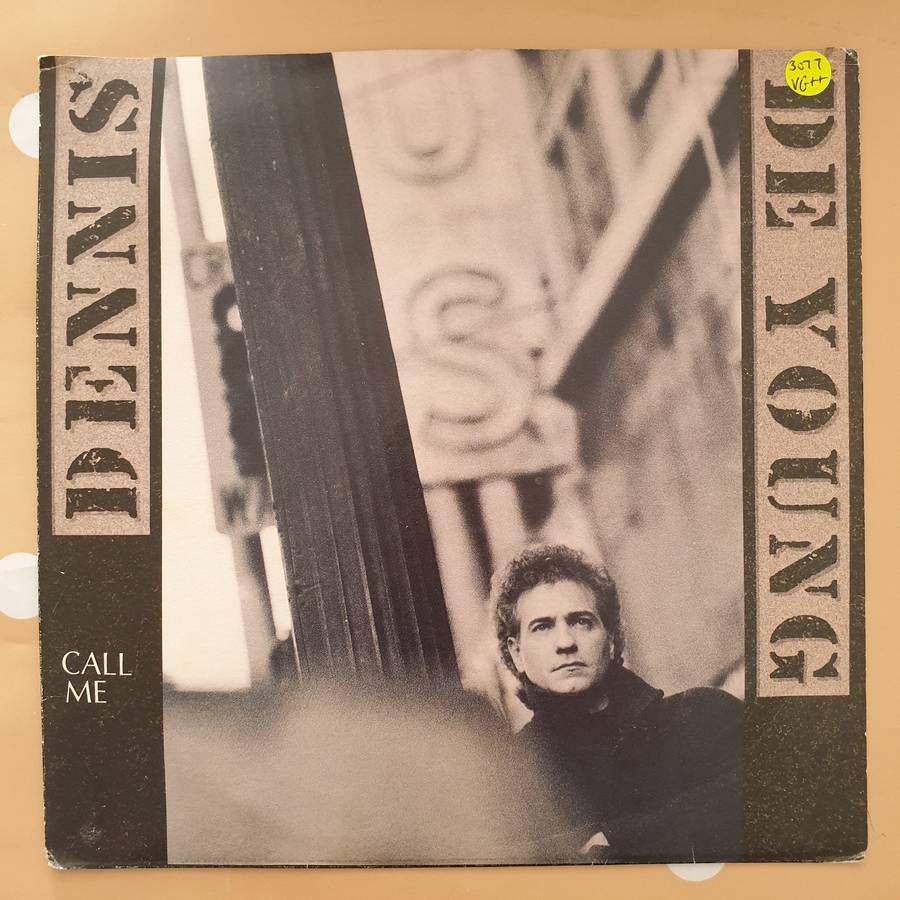 DENNIS
DE YOUNG
3077
VG++
CALL
ME
U
S